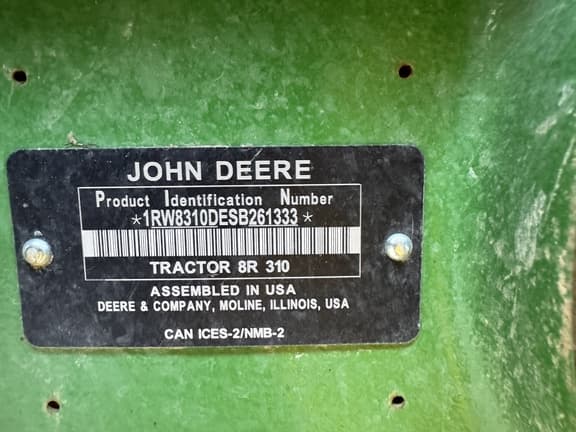 JOHN DEERE
Product Identification Number
*1RW8310DESB261333*
TRACTOR 8R 310
ASSEMBLED IN USA
DEERE & COMPANY, MOLINE, ILLINOIS, USA
CAN ICES-2/NMB-2